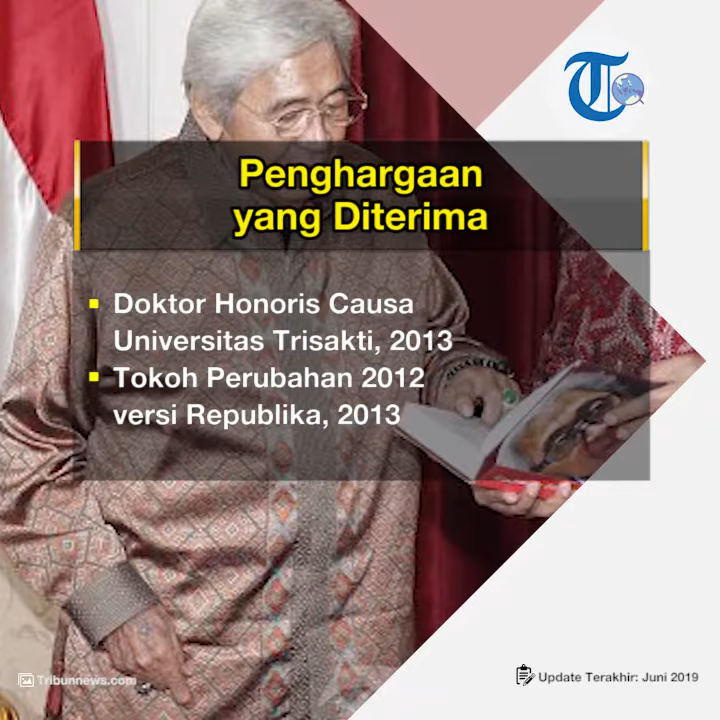 T
Penghargaan
yang Diterima
Doktor Honoris Causa
Universitas Trisakti, 2013
Tokoh Perubahan 2012
versi Republika, 2013
Tribunnews.com
Update Terakhir: Juni 2019